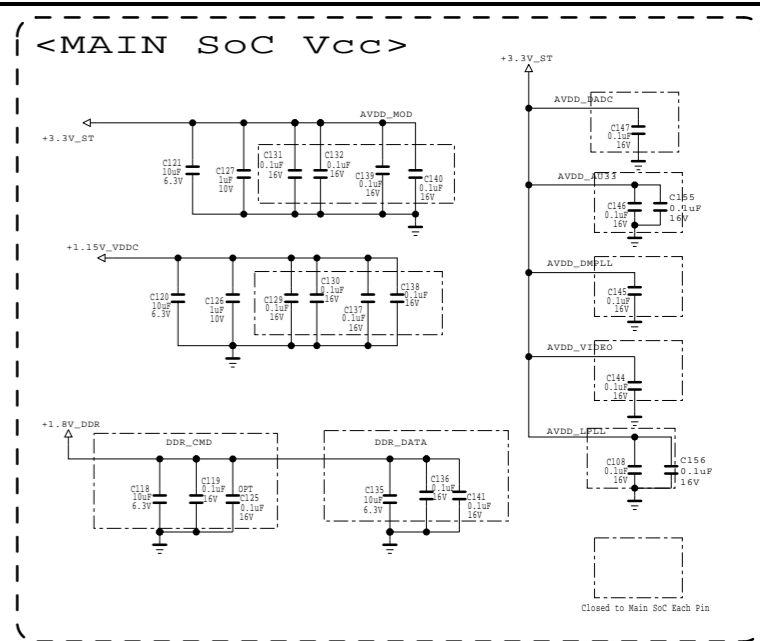 <MAIN SoC Vcc>
+3.3V_ST
AVDD_MOD
C121
10uF
6.3V
C127
1uF
10V
C131
0.1uF
16V
C132
0.1uF
16V
C139
0.1uF
16V
C140
0.1uF
16V
+1.15V_VDDC
C120
10uF
6.3V
C126
1uF
10V
C129
0.1uF
16V
C130
0.1uF
16V
C137
0.1uF
16V
C138
0.1uF
16V
+1.8V_DDR
DDR_CMD
C118
10uF
6.3V
C119
0.1uF
16V
OPT
C125
0.1uF
16V
DDR_DATA
C135
10uF
6.3V
C136
0.1uF
16V
C141
0.1uF
16V
+3.3V_ST
AVDD_DADC
C147
0.1uF
16V
AVDD_AU33
C146
0.1uF
16V
C155
0.1uF
16V
AVDD_DMPLL
C145
0.1uF
16V
AVDD_VIDEO
C144
0.1uF
16V
AVDD_LPLL
C108
0.1uF
16V
C156
0.1uF
16V
Closed to Main SoC Each Pin